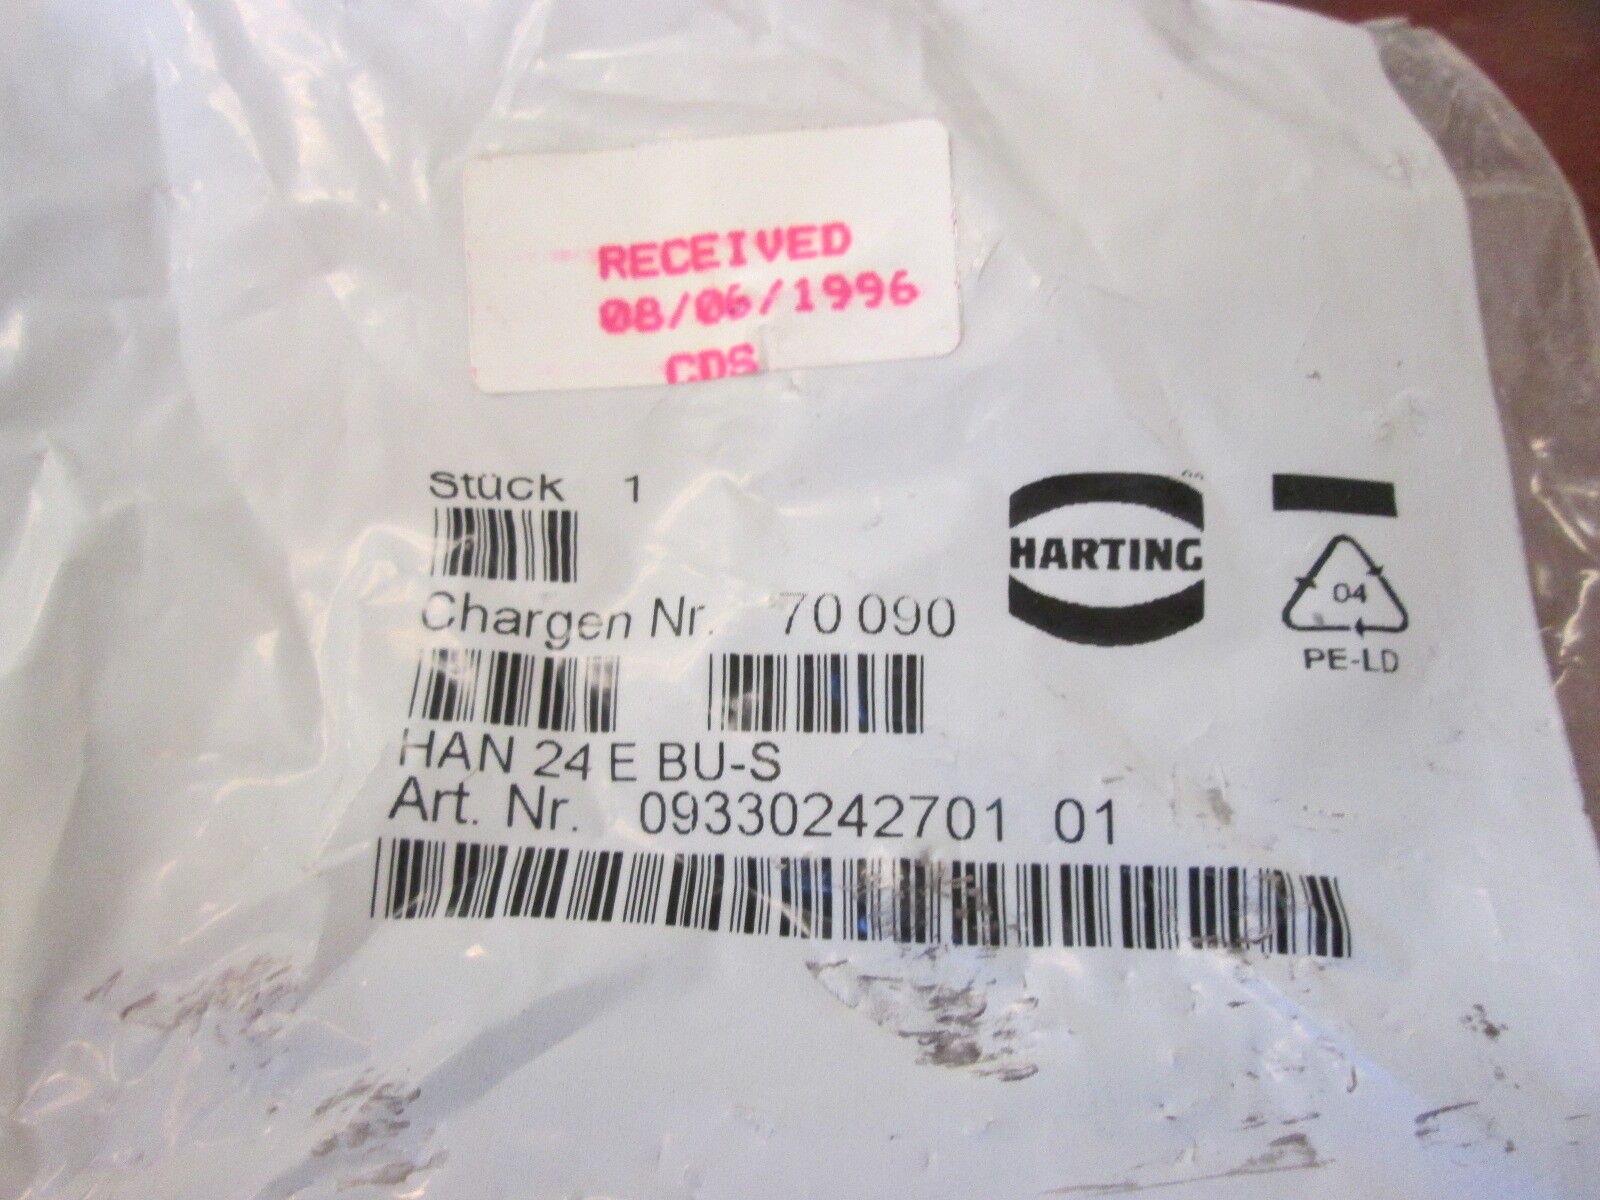 RECEIVED
08/06/1996
CDS
Stück 1
HARTING
Chargen Nr. 70 090
04
PE-LD
HAN 24 E BU-S
Art. Nr. 09330242701 01